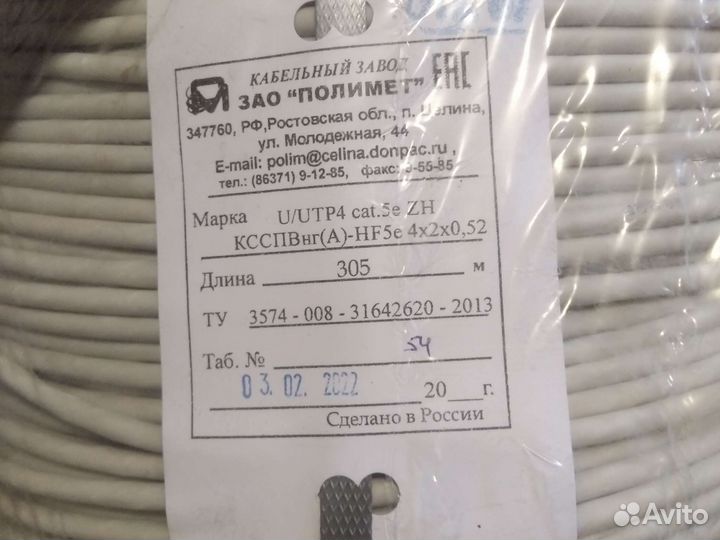 КАБЕЛЬНЫЙ ЗАВОД
ЗАО "ПОЛИМЕТ"
EAC
347760, РФ, Ростовская обл., п. Целина,
ул. Молодежная, 44
E-mail: polim@celina.donpac.ru ,
тел.: (86371) 9-12-85, факс: 9-55-85
Марка U/UTP4 cat.5e ZH
КССПВнг(А)-HF5e 4x2x0,52
Длина 305 м
ТУ 3574 - 008 - 31642620 - 2013
Таб. № 54
03.02.2022 20___г.
Сделано в России
Avito